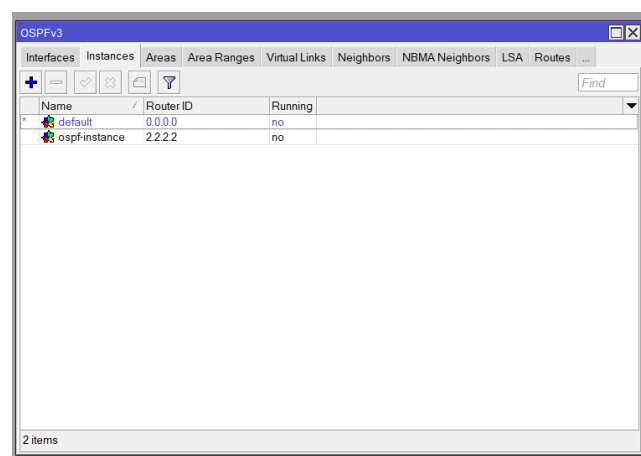 OSPFv3
Interfaces Instances Areas Area Ranges Virtual Links Neighbors NBMA Neighbors LSA Routes ...
Find
Name Router ID Running
* default 0.0.0.0 no
ospf-instance 2.2.2.2 no
2 items